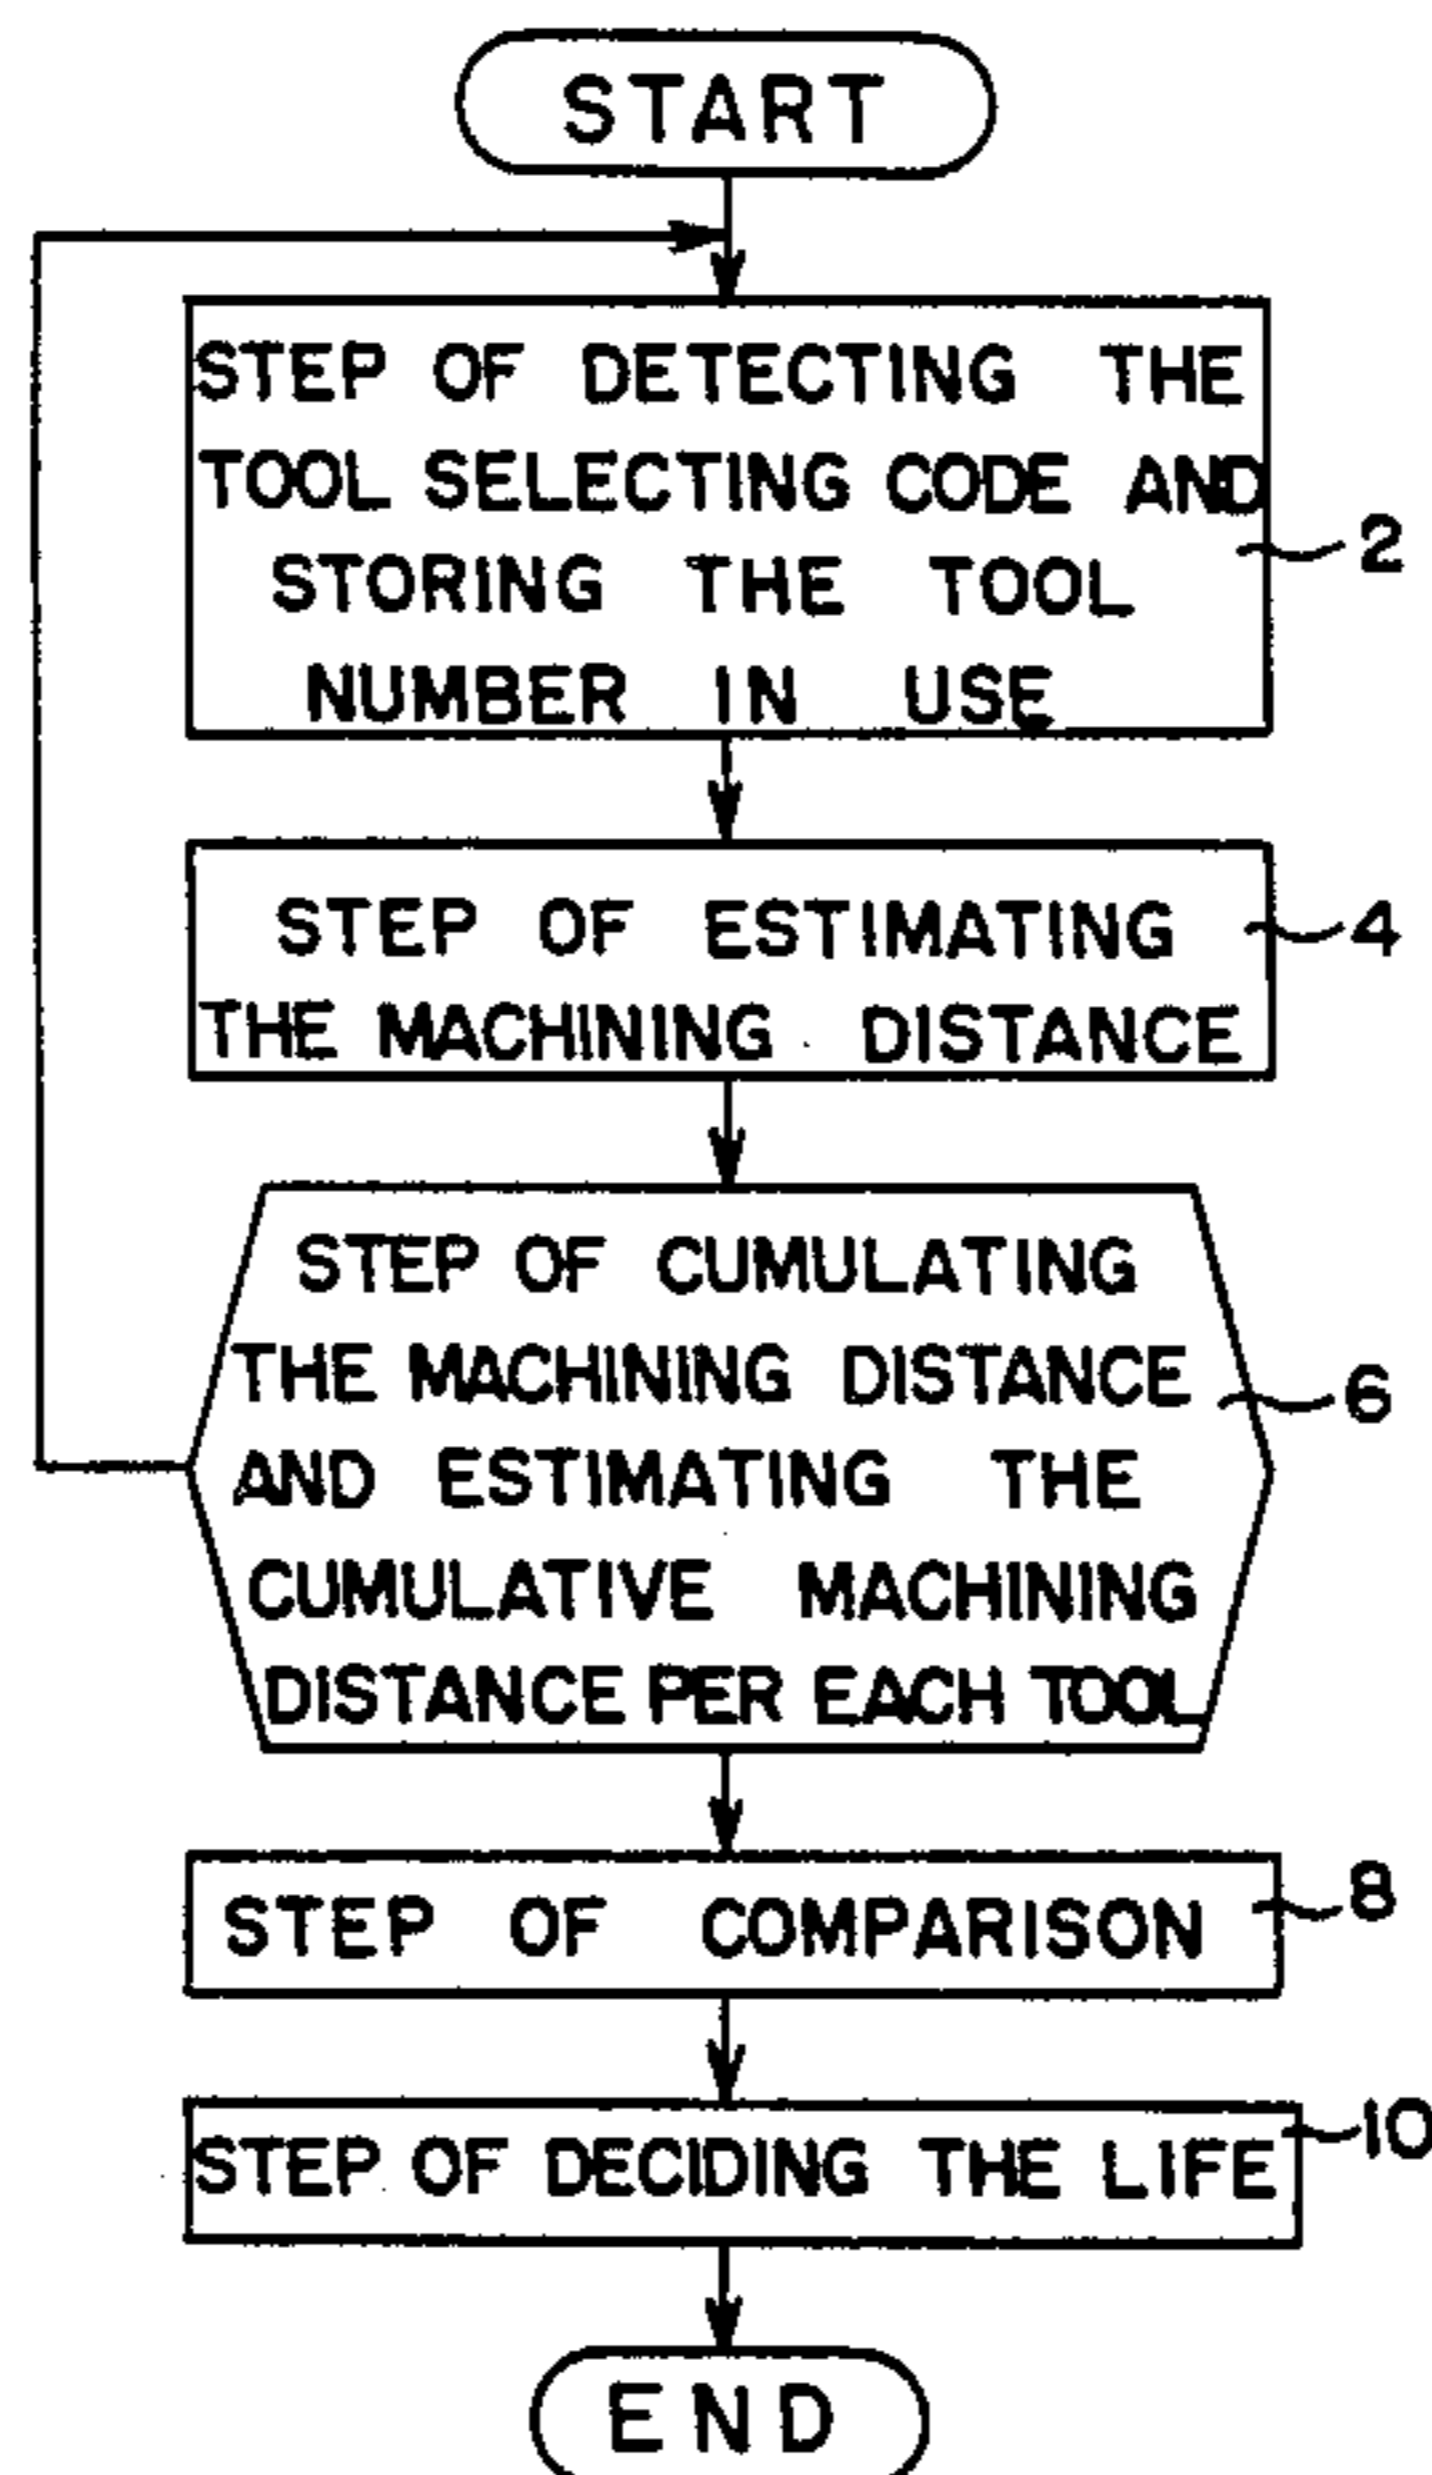 START
STEP OF DETECTING THE
TOOL SELECTING CODE AND
STORING THE TOOL
NUMBER IN USE
2
STEP OF ESTIMATING
THE MACHINING DISTANCE
4
STEP OF CUMULATING
THE MACHINING DISTANCE
AND ESTIMATING THE
CUMULATIVE MACHINING
DISTANCE PER EACH TOOL
6
STEP OF COMPARISON
8
STEP OF DECIDING THE LIFE
10
END